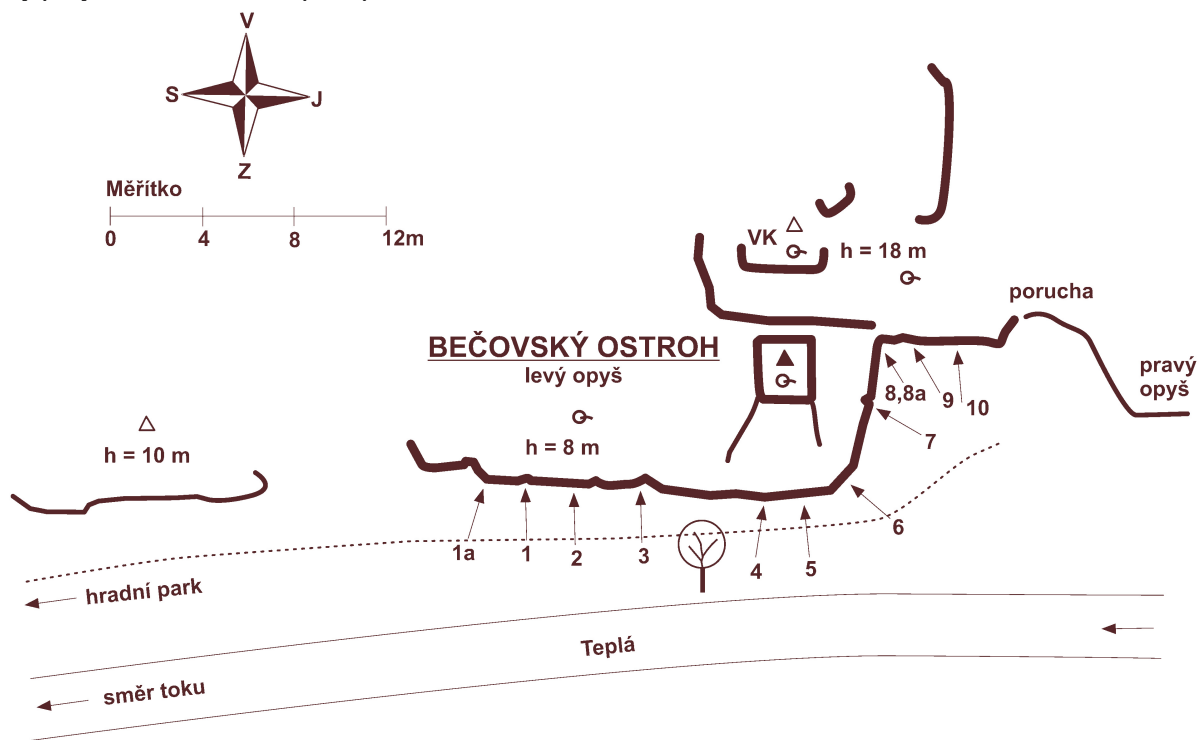 V
S
J
Z
Měřítko
0 4 8 12m
VK
h = 18 m
porucha
BEČOVSKÝ OSTROH
levý opyš
pravý
opyš
8,8a
9
10
7
h = 10 m
h = 8 m
6
1a
1
2
3
4
5
hradní park
Teplá
směr toku